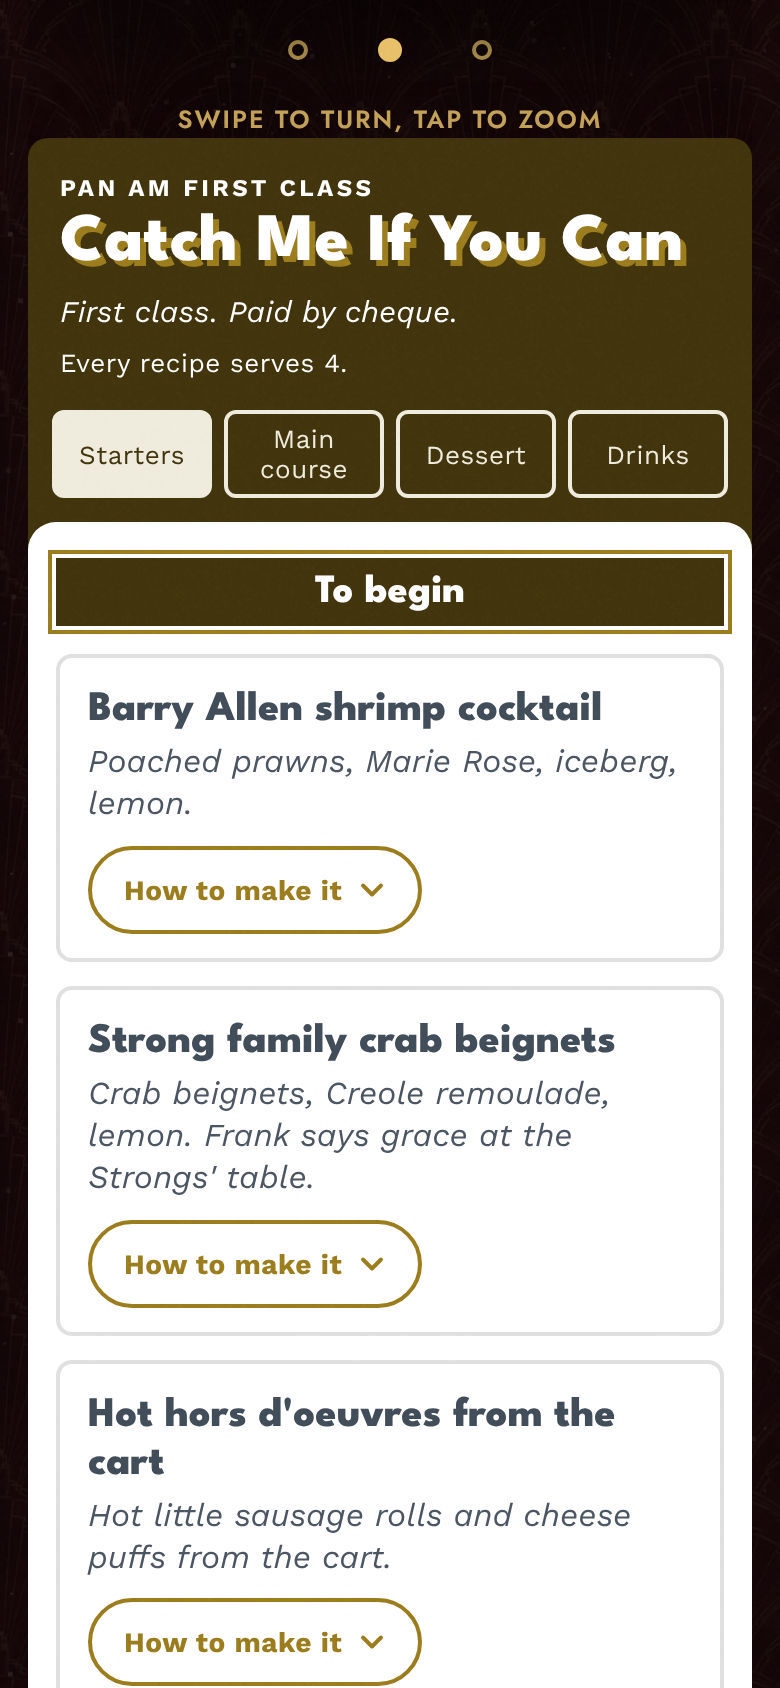 SWIPE TO TURN, TAP TO ZOOM
PAN AM FIRST CLASS
Catch Me If You Can
First class. Paid by cheque.
Every recipe serves 4.
Starters
Main
course
Dessert
Drinks
To begin
Barry Allen shrimp cocktail
Poached prawns, Marie Rose, iceberg,
lemon.
How to make it
Strong family crab beignets
Crab beignets, Creole remoulade,
lemon. Frank says grace at the
Strongs' table.
How to make it
Hot hors d'oeuvres from the
cart
Hot little sausage rolls and cheese
puffs from the cart.
How to make it